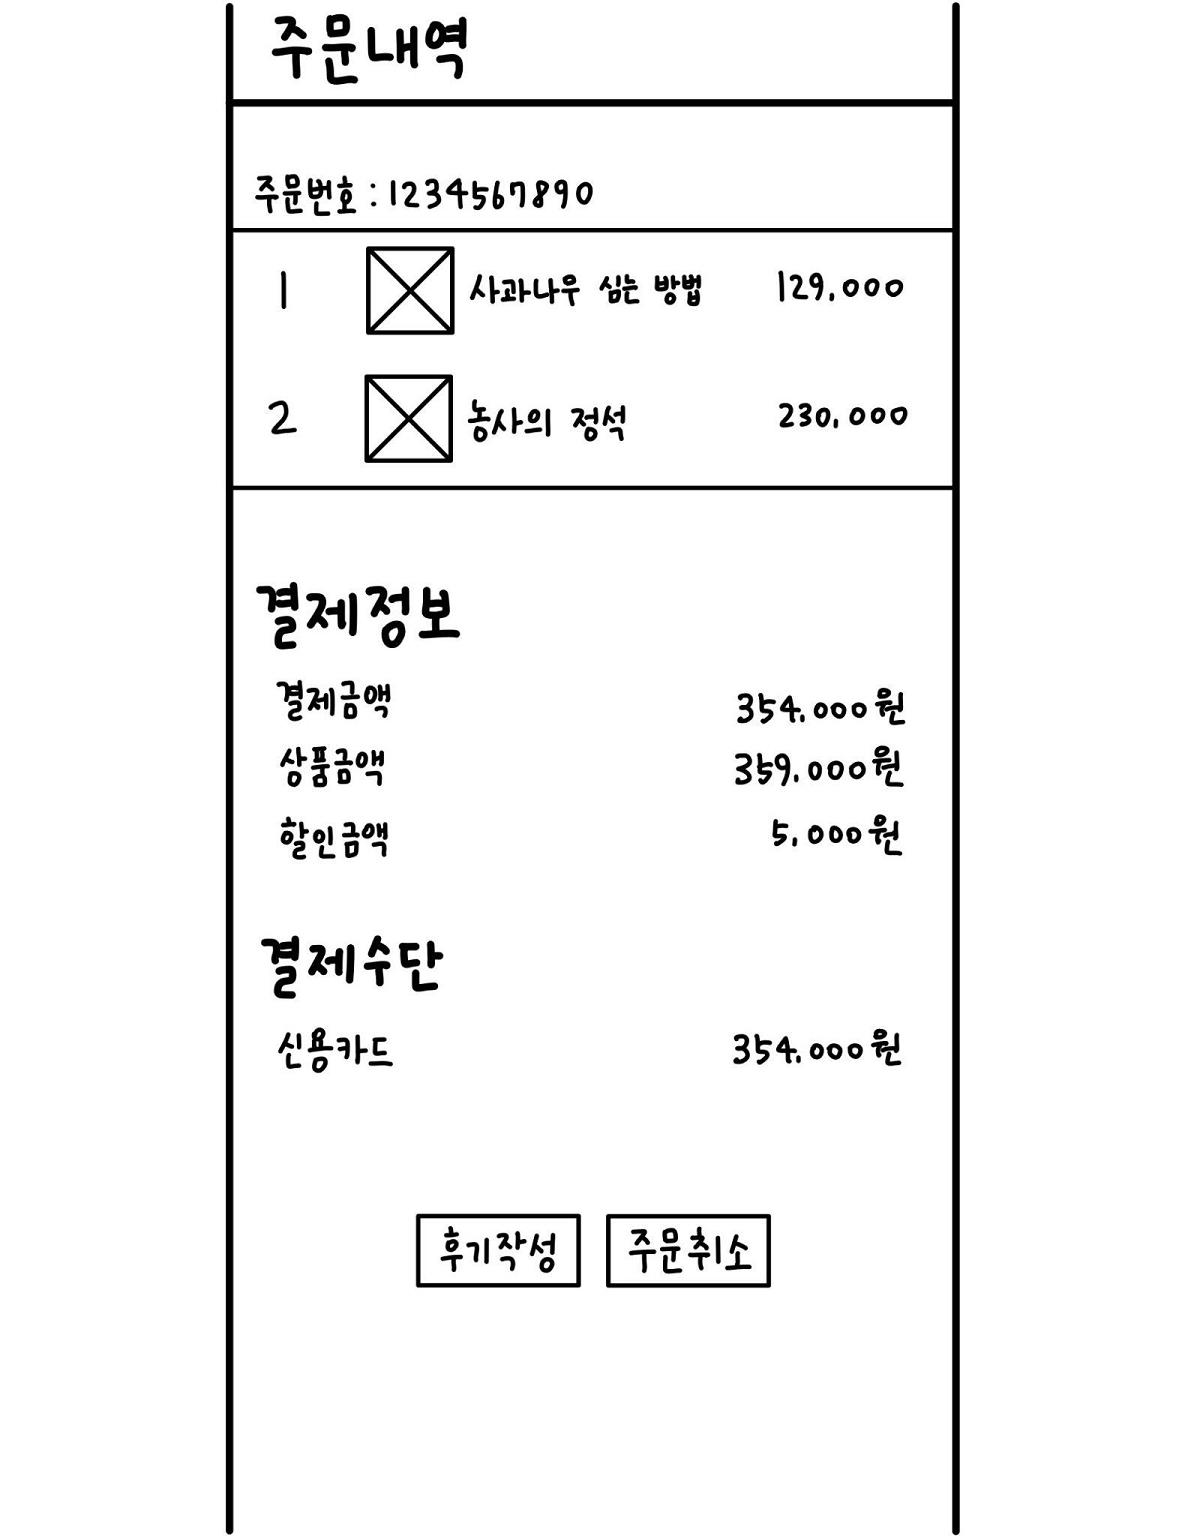 주문내역
주문번호 : 1234567890
1 사과나무 심는 방법 129,000
2 농사의 정석 230,000
결제정보
결제금액 354,000원
상품금액 359,000원
할인금액 5,000원
결제수단
신용카드 354,000원
후기작성 주문취소